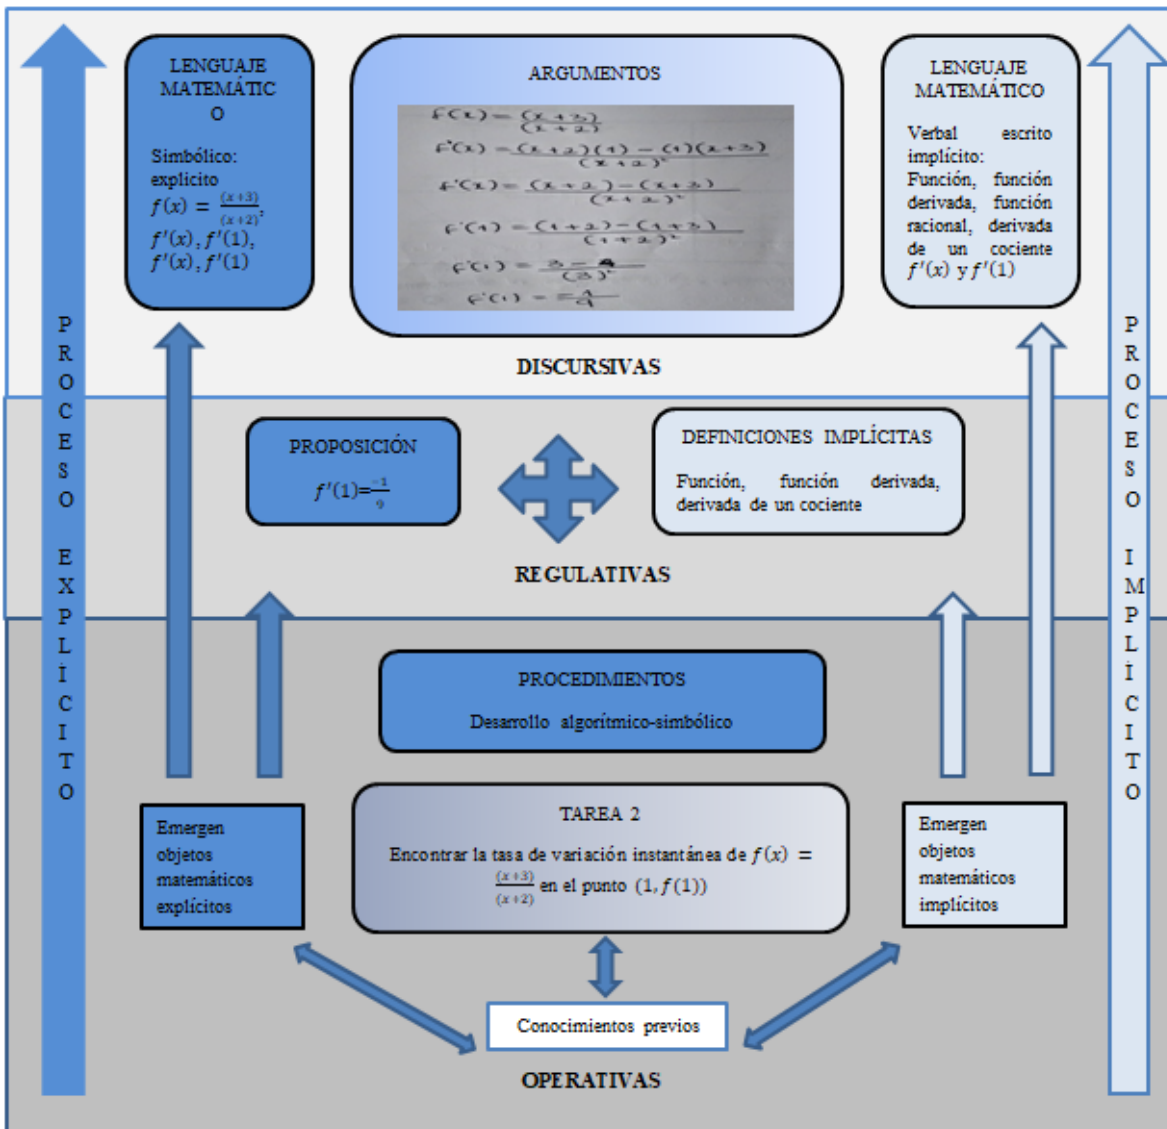 LENGUAJE
MATEMÁTIC
O
Simbólico:
explicito
f(x) = (x+3)/(x+2),
f′(x), f′(1),
f′(x), f′(1)
ARGUMENTOS
f(x) = (x+3)/(x+2)
f'(x) = (x+2)(1) - (1)(x+3)/(x+2)²
f'(x) = (x+2) - (x+3)/(x+2)²
f'(1) = (1+2) - (1+3)/(1+2)²
f'(1) = 3 - 4/(3)²
f'(1) = -1/9
LENGUAJE
MATEMÁTICO
Verbal escrito
implícito:
Función, función
derivada, función
racional, derivada
de un cociente
f′(x) y f′(1)
DISCURSIVAS
PROPOSICIÓN
f′(1)=-1/9
DEFINICIONES IMPLÍCITAS
Función, función derivada,
derivada de un cociente
REGULATIVAS
PROCEDIMIENTOS
Desarrollo algorítmico-simbólico
TAREA 2
Encontrar la tasa de variación instantánea de f(x) =
(x+3)/(x+2) en el punto (1, f(1))
Emergen
objetos
matemáticos
explícitos
Emergen
objetos
matemáticos
implícitos
Conocimientos previos
OPERATIVAS
PROCESO EXPLÍCITO
PROCESO IMPLÍCITO